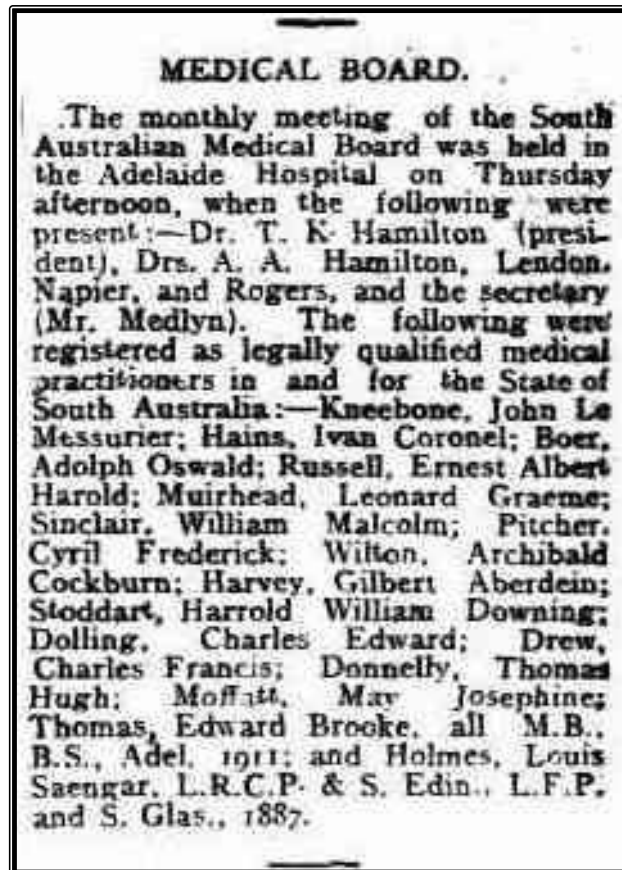 MEDICAL BOARD.
The monthly meeting of the South
Australian Medical Board was held in
the Adelaide Hospital on Thursday
afternoon, when the following were
present:—Dr. T. K. Hamilton (presi-
dent), Drs. A. A. Hamilton, Lendon,
Napier, and Rogers, and the secretary
(Mr. Medlyn). The following were
registered as legally qualified medical
practitioners in and for the State of
South Australia:—Kneebone, John Le
Messurier; Hains, Ivan Coronel; Boer,
Adolph Oswald; Russell, Ernest Albert
Harold; Muirhead, Leonard Graeme;
Sinclair, William Malcolm; Pitcher,
Cyril Frederick; Wilton, Archibald
Cockburn; Harvey, Gilbert Aberdein;
Stoddart, Harrold William Downing;
Dolling, Charles Edward; Drew,
Charles Francis; Donnelly, Thomas
Hugh; Moffatt, May Josephine;
Thomas, Edward Brooke, all M.B.,
B.S., Adel. 1911; and Holmes, Louis
Saengar, L.R.C.P. & S. Edin., L.F.P.
and S. Glas., 1887.